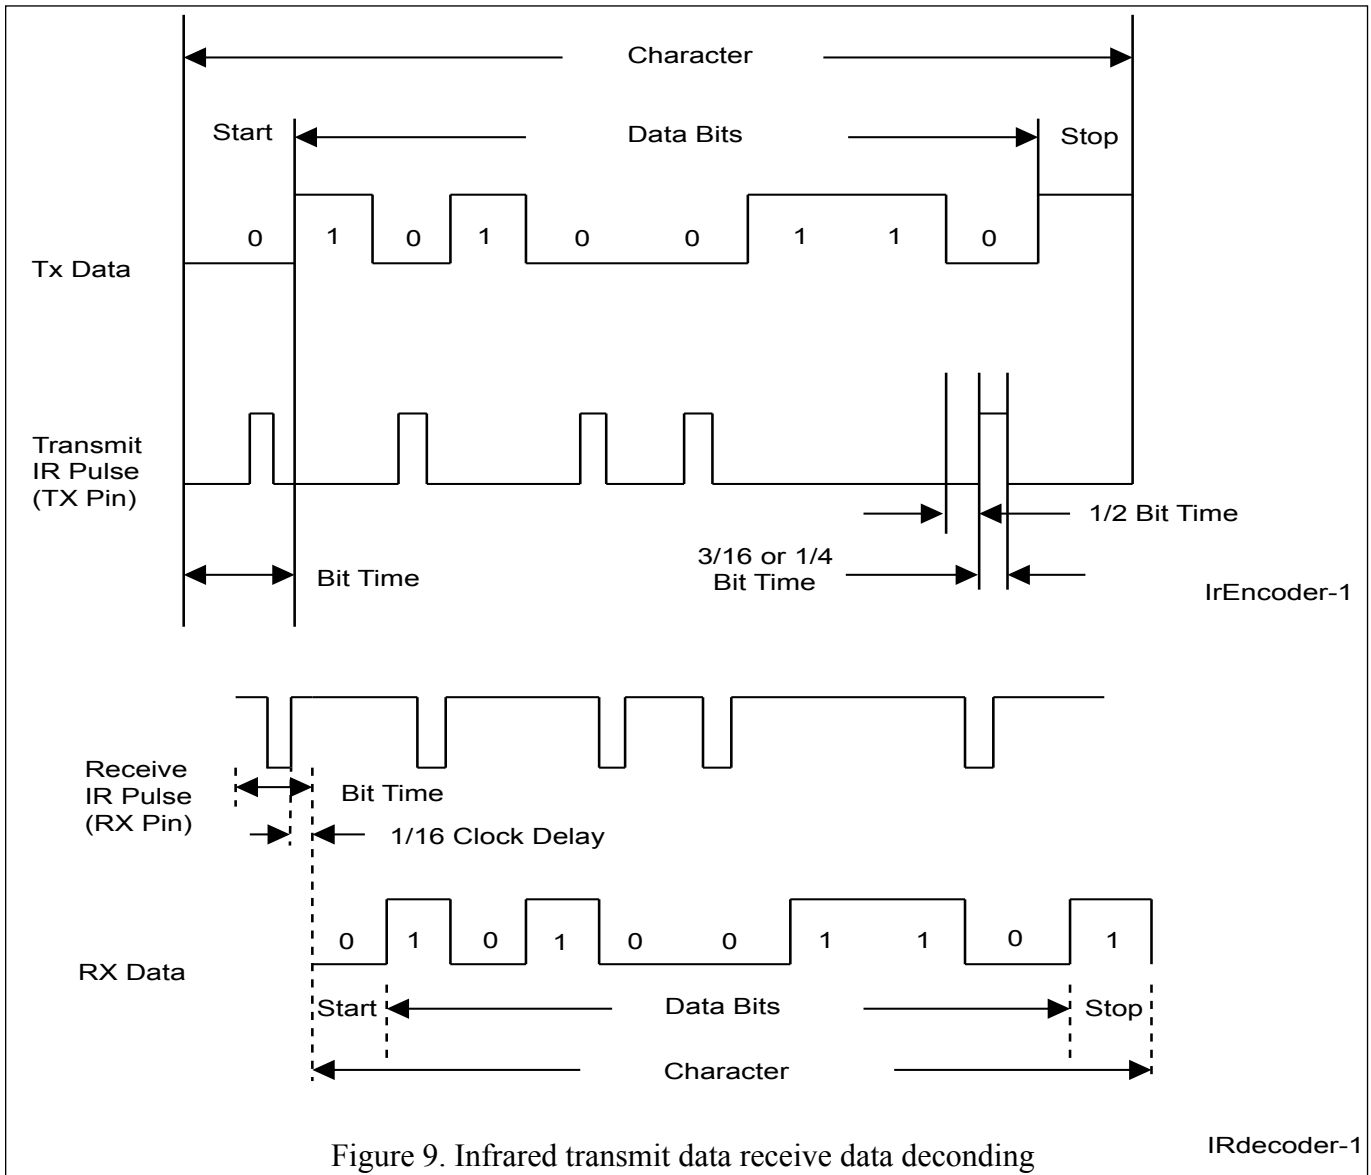 Character
Start Data Bits Stop
0 1 0 1 0 0 1 1 0
Tx Data
Transmit
IR Pulse
(TX Pin)
1/2 Bit Time
3/16 or 1/4
Bit Time
Bit Time
IrEncoder-1
Receive
IR Pulse
(RX Pin)
Bit Time
1/16 Clock Delay
0 1 0 1 0 0 1 1 0 1
RX Data
Start Data Bits Stop
Character
Figure 9. Infrared transmit data receive data deconding
IRdecoder-1